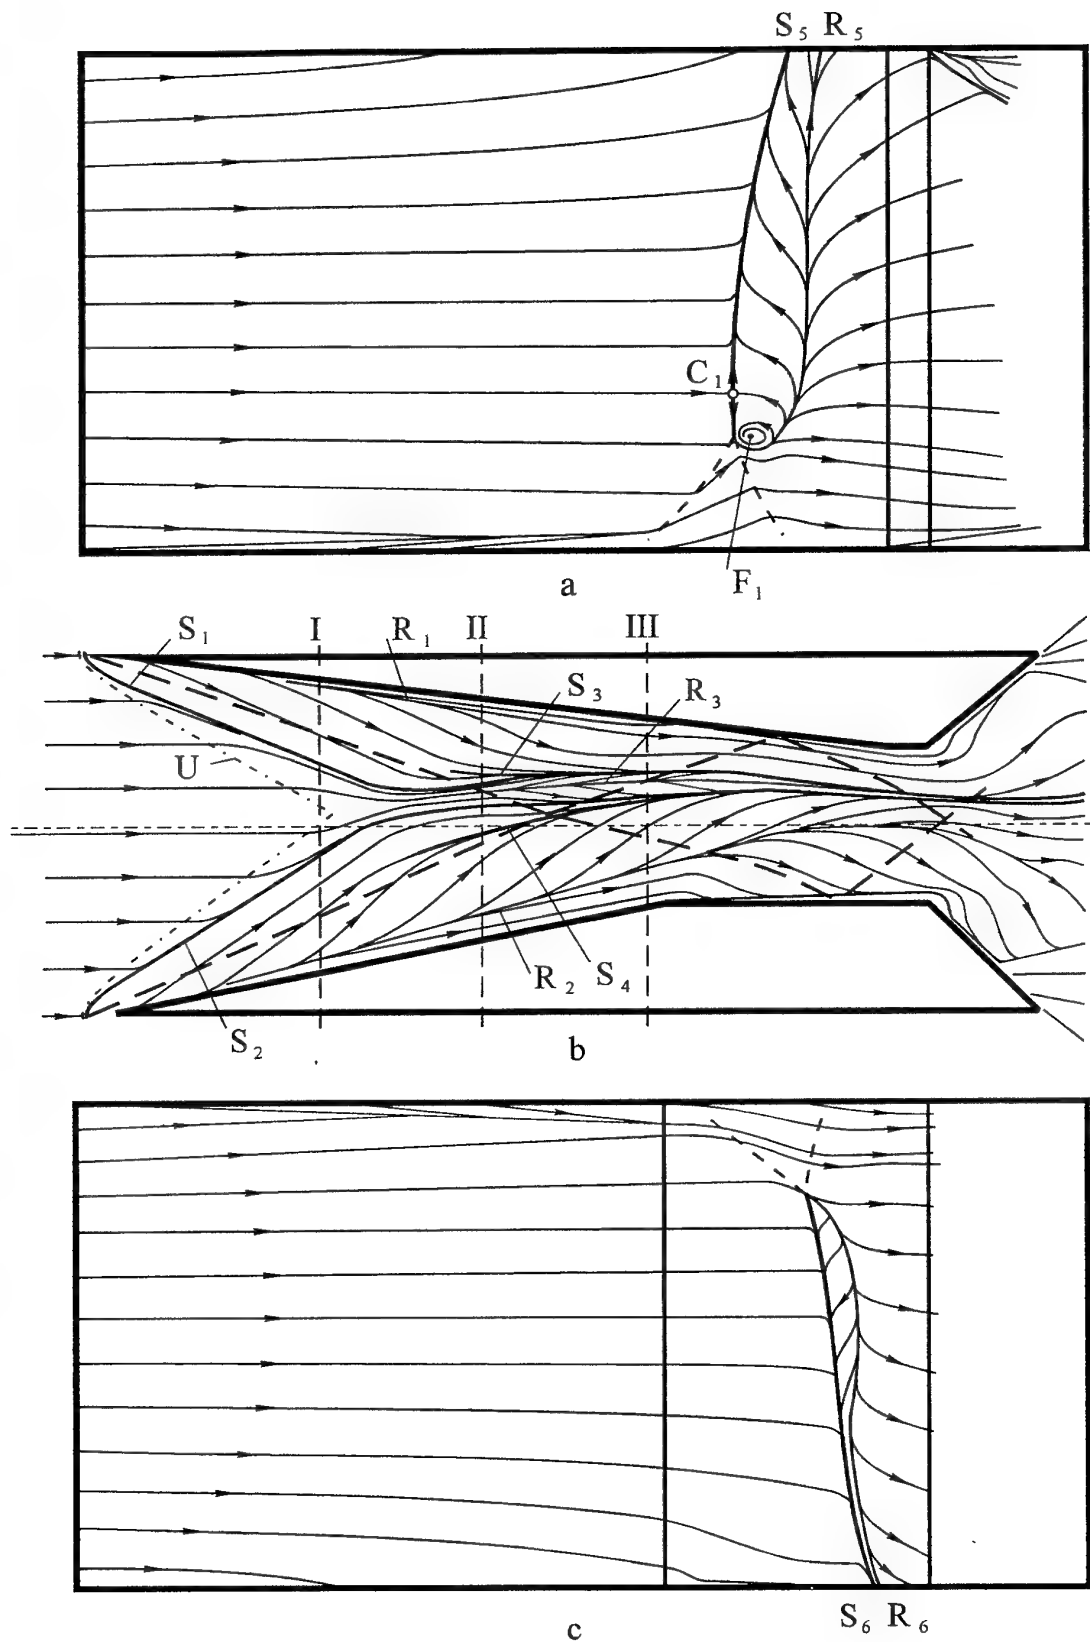 S₅ R₅
C₁
F₁
a
S₁ I R₁ II III
S₃ R₃
U
R₂ S₄
S₂
b
S₆ R₆
c